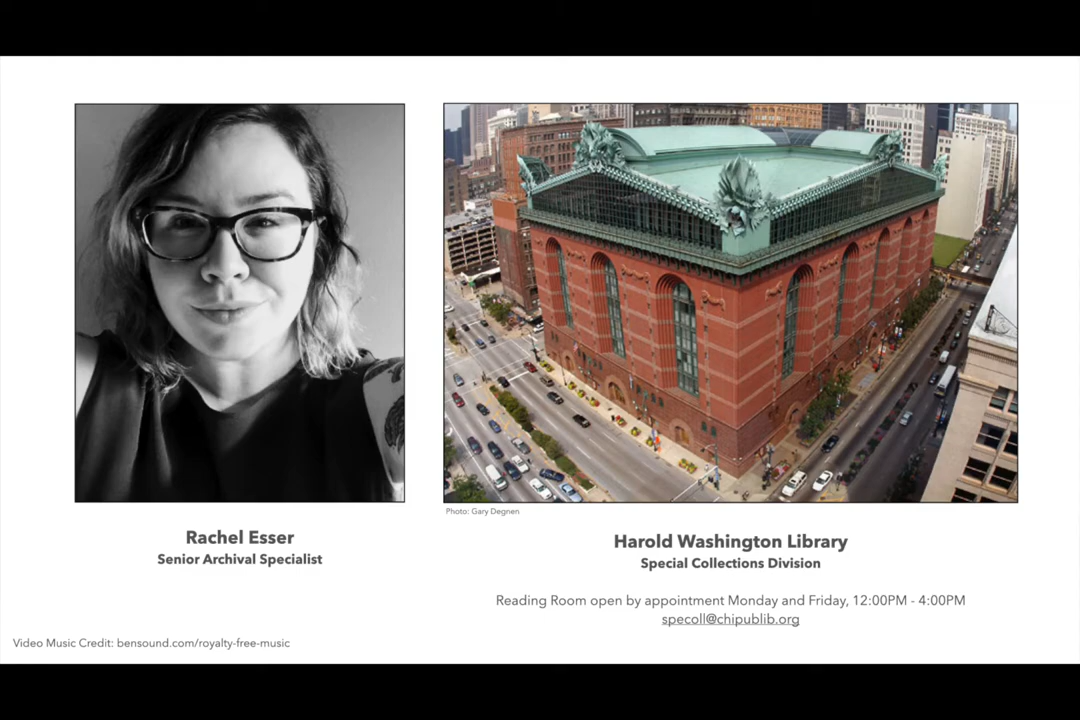 Photo: Gary Degnen
Rachel Esser
Senior Archival Specialist
Harold Washington Library
Special Collections Division
Reading Room open by appointment Monday and Friday, 12:00PM - 4:00PM
specoll@chipublib.org
Video Music Credit: bensound.com/royalty-free-music